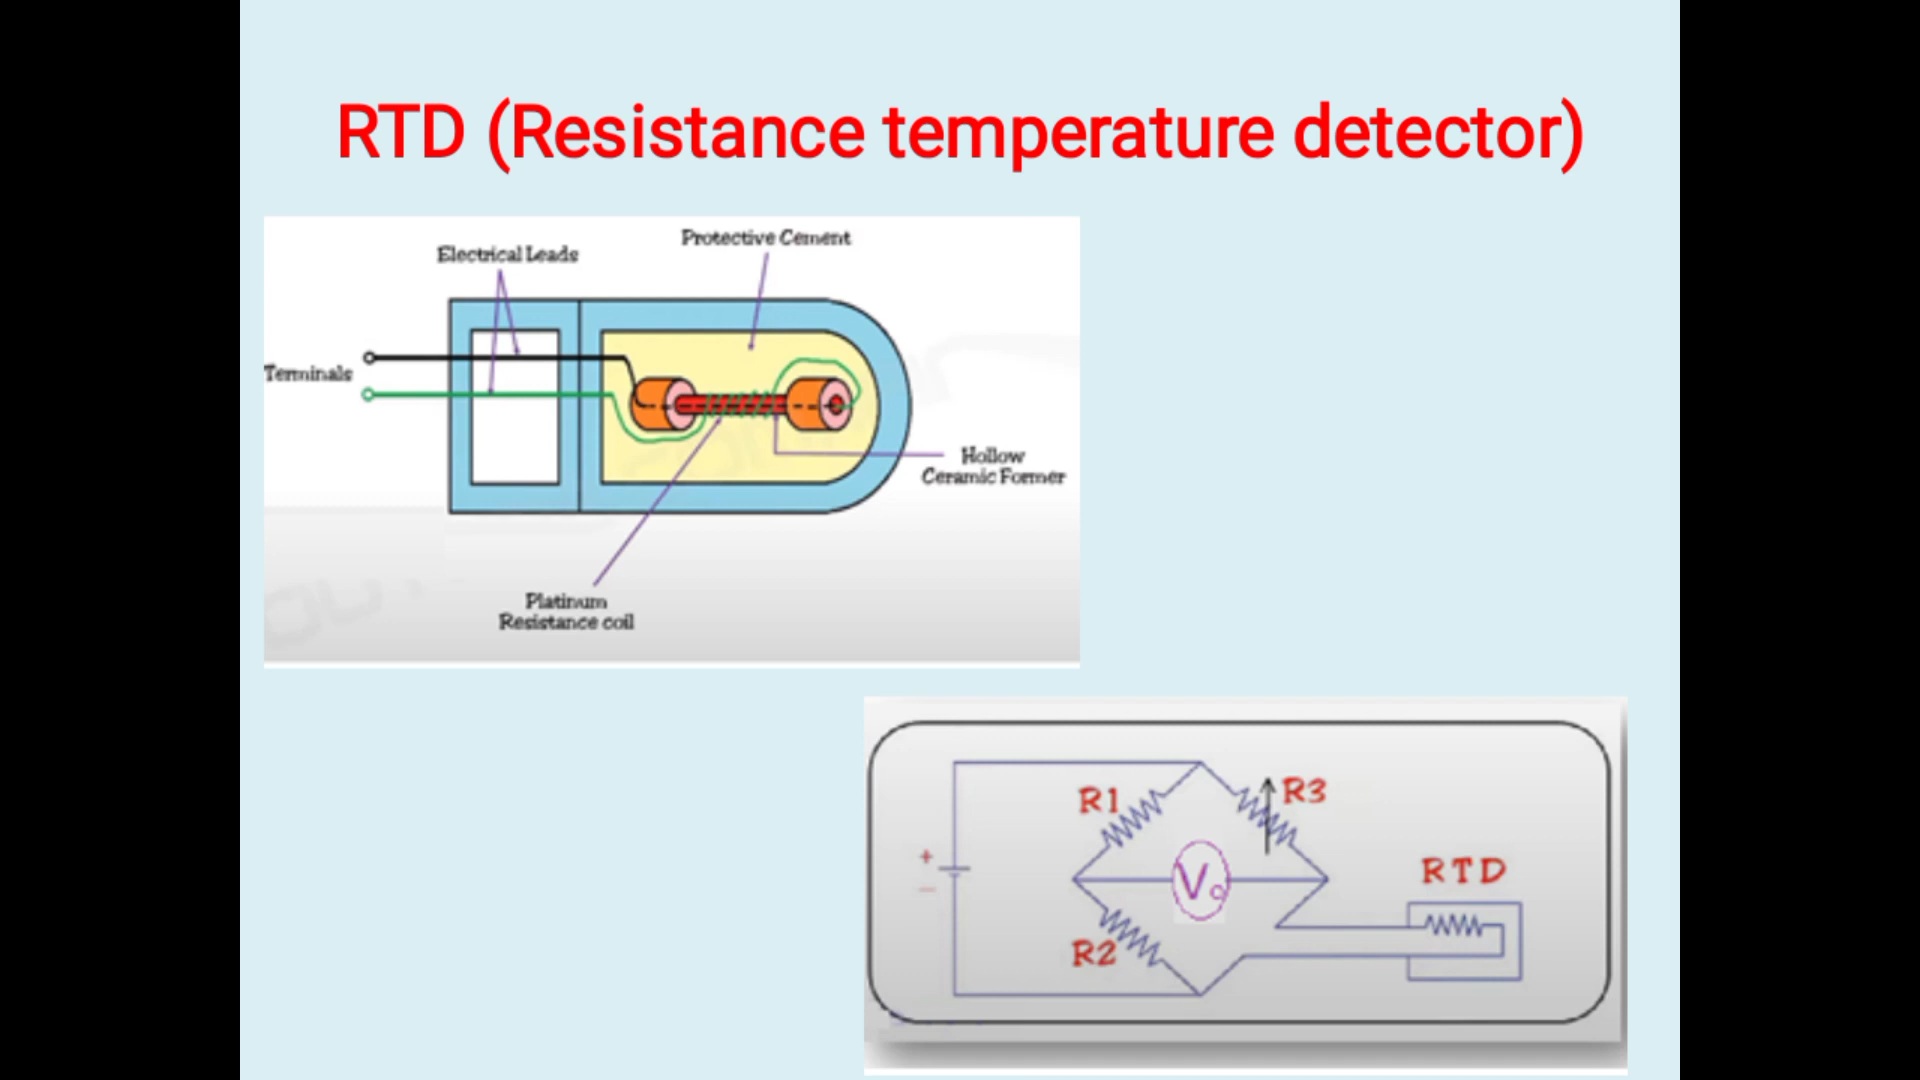 RTD (Resistance temperature detector)
Electrical Leads
Protective Cement
Terminals
Hollow
Ceramic Former
Platinum
Resistance coil
R1
R3
+
Vo
RTD
−
R2